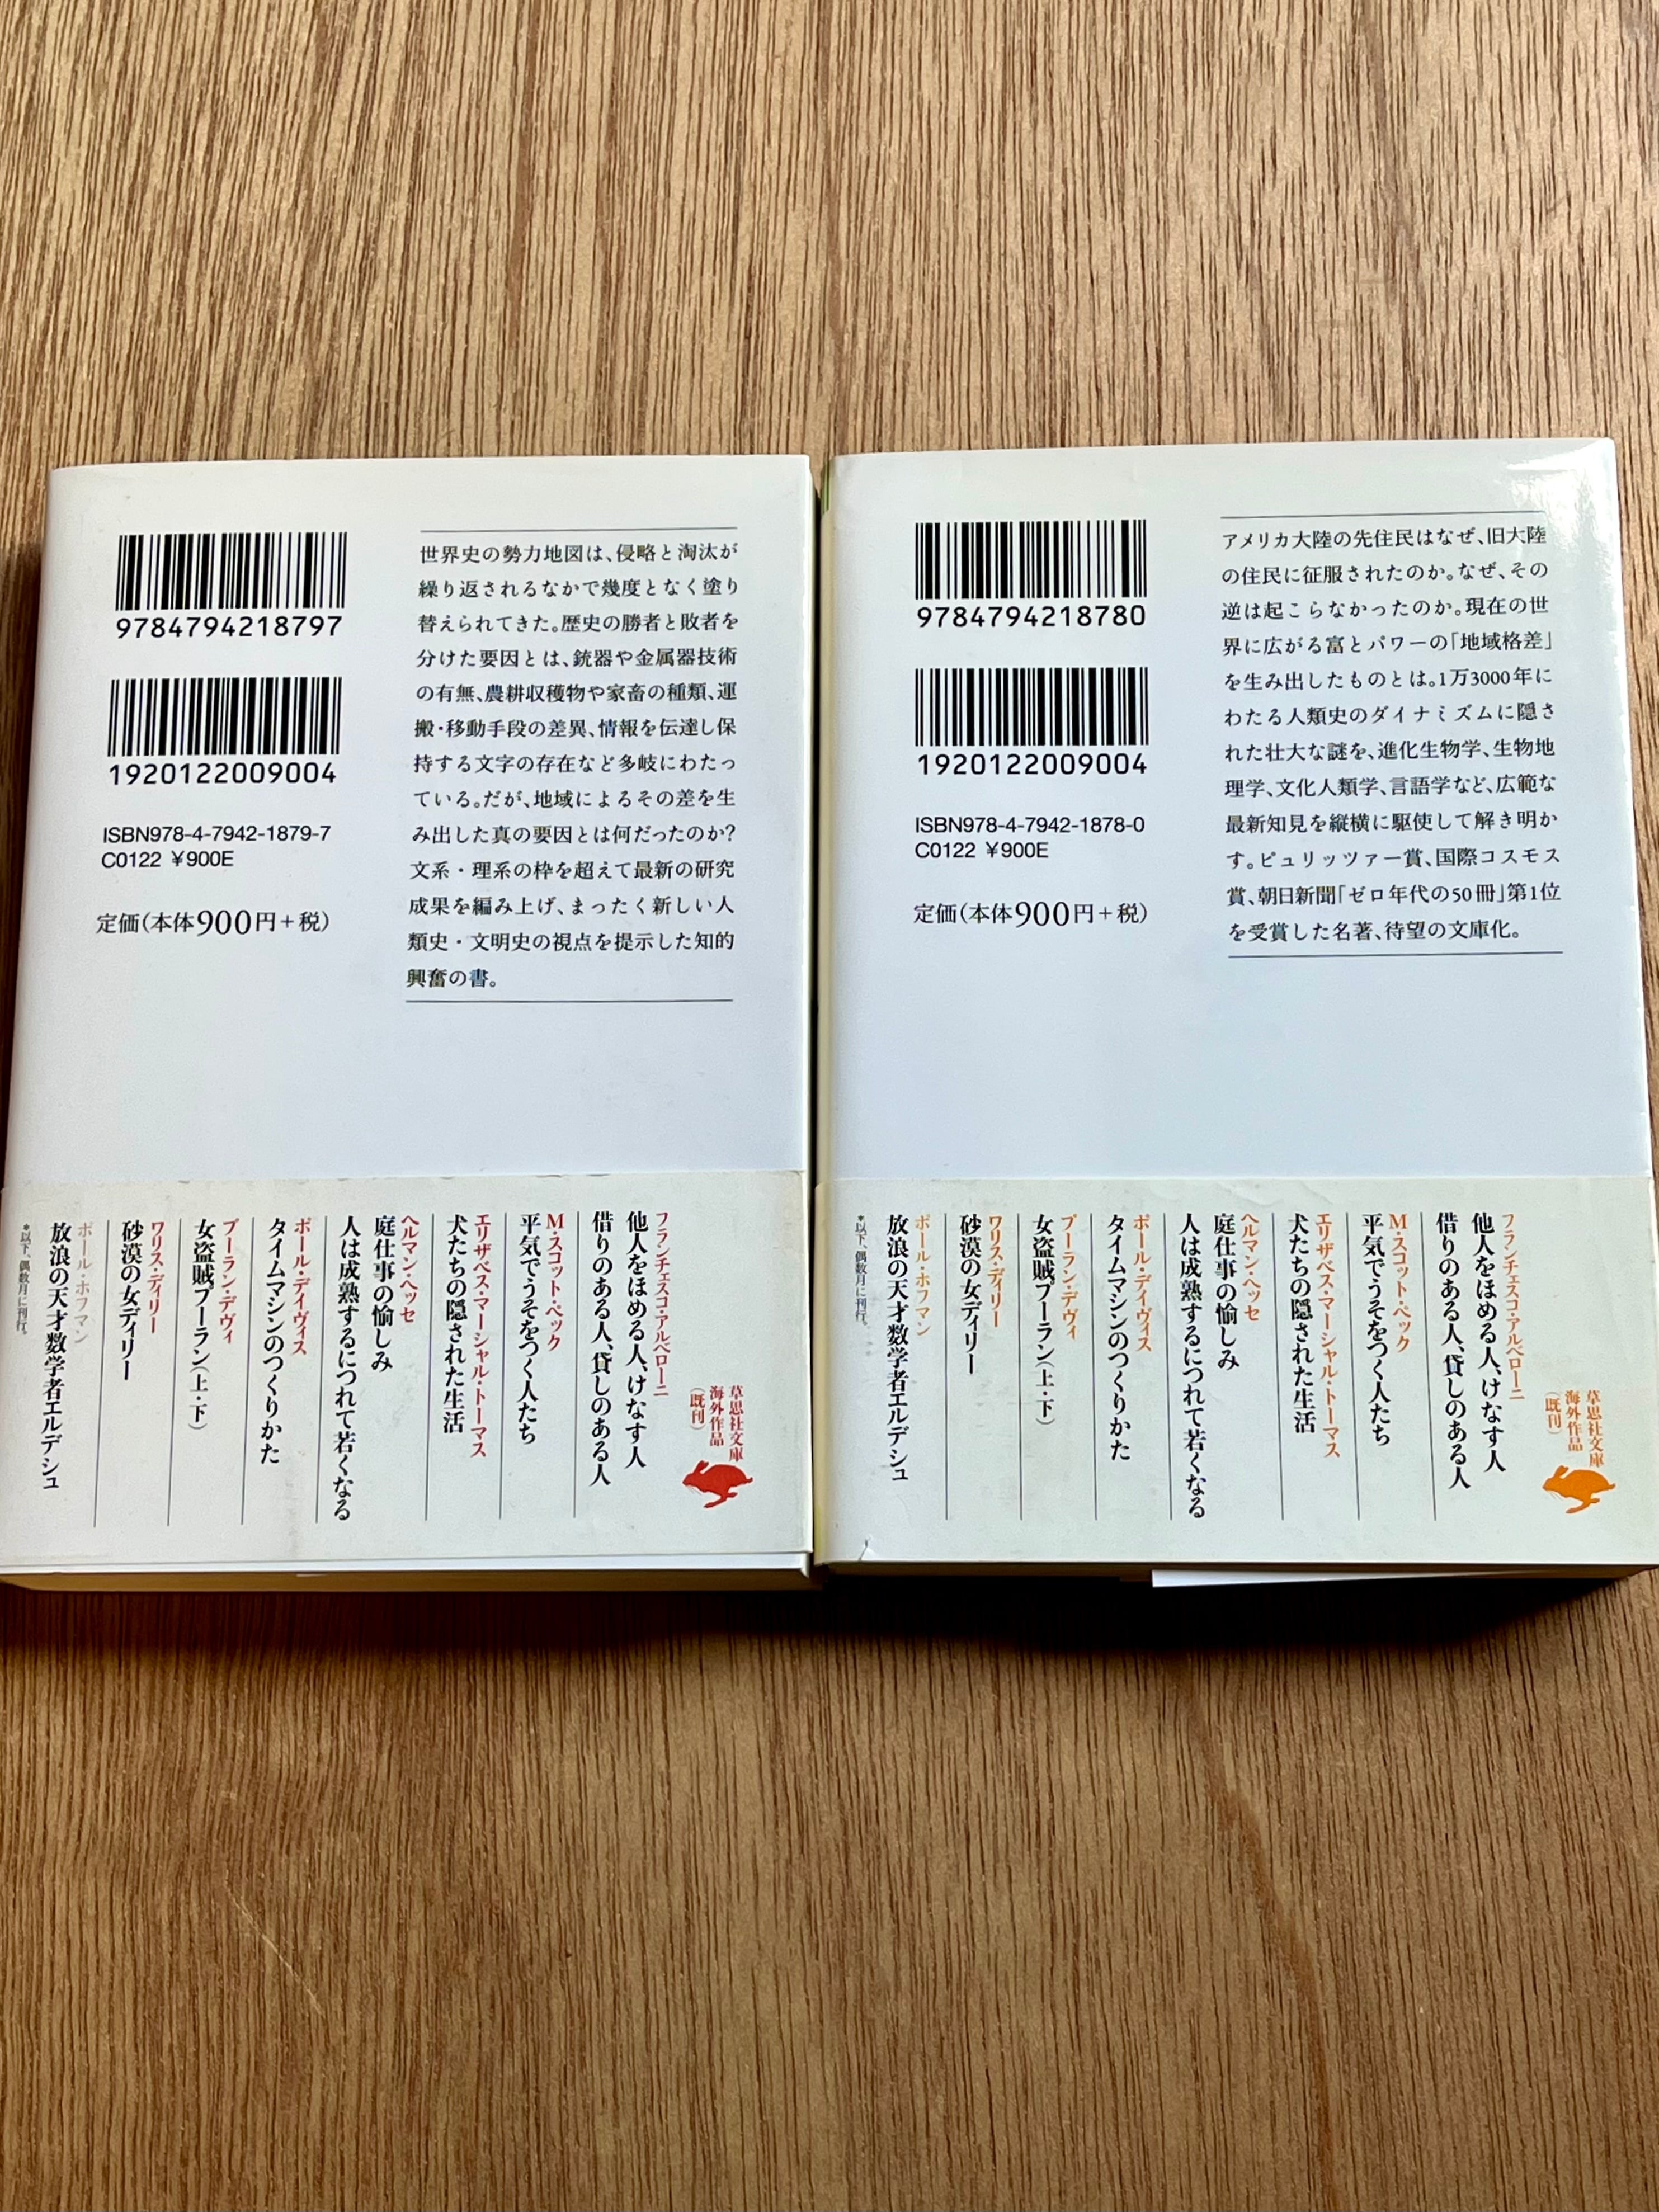 9784794218797
1920122009004
ISBN978-4-7942-1879-7
C0122 ¥900E
定価(本体900円+税)
世界史の勢力地図は、侵略と淘汰が
繰り返されるなかで幾度となく塗り
替えられてきた。歴史の勝者と敗者を
分けた要因とは、銃器や金属器技術
の有無、農耕収穫物や家畜の種類、運
搬・移動手段の差異、情報を伝達し保
持する文字の存在など多岐にわたっ
ている。だが、地域によるその差を生
み出した真の要因とは何だったのか?
文系・理系の枠を超えて最新の研究
成果を編み上げ、まったく新しい人
類史・文明史の視点を提示した知的
興奮の書。
草思社文庫
海外作品
(既刊)
フランチェスコ・アルベローニ
他人をほめる人、けなす人
借りのある人、貸しのある人
M・スコット・ペック
平気でうそをつく人たち
エリザベス・マーシャル・トーマス
犬たちの隠された生活
ヘルマン・ヘッセ
庭仕事の愉しみ
人は成熟するにつれて若くなる
ポール・デイヴィス
タイムマシンのつくりかた
プーラン・デヴィ
女盗賊プーラン(上・下)
ワリス・ディリー
砂漠の女ディリー
ポール・ホフマン
放浪の天才数学者エルデシュ
*以下、偶数月に刊行。
9784794218780
1920122009004
ISBN978-4-7942-1878-0
C0122 ¥900E
定価(本体900円+税)
アメリカ大陸の先住民はなぜ、旧大陸
の住民に征服されたのか。なぜ、その
逆は起こらなかったのか。現在の世
界に広がる富とパワーの「地域格差」
を生み出したものとは。1万3000年に
わたる人類史のダイナミズムに隠さ
れた壮大な謎を、進化生物学、生物地
理学、文化人類学、言語学など、広範な
最新知見を縦横に駆使して解き明か
す。ピュリッツァー賞、国際コスモス
賞、朝日新聞「ゼロ年代の50冊」第1位
を受賞した名著、待望の文庫化。
草思社文庫
海外作品
(既刊)
フランチェスコ・アルベローニ
他人をほめる人、けなす人
借りのある人、貸しのある人
M・スコット・ペック
平気でうそをつく人たち
エリザベス・マーシャル・トーマス
犬たちの隠された生活
ヘルマン・ヘッセ
庭仕事の愉しみ
人は成熟するにつれて若くなる
ポール・デイヴィス
タイムマシンのつくりかた
プーラン・デヴィ
女盗賊プーラン(上・下)
ワリス・ディリー
砂漠の女ディリー
ポール・ホフマン
放浪の天才数学者エルデシュ
*以下、偶数月に刊行。